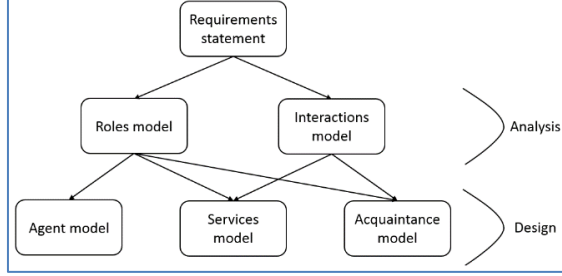 Requirements
statement
Roles model
Interactions
model
Analysis
Agent model
Services
model
Acquaintance
model
Design